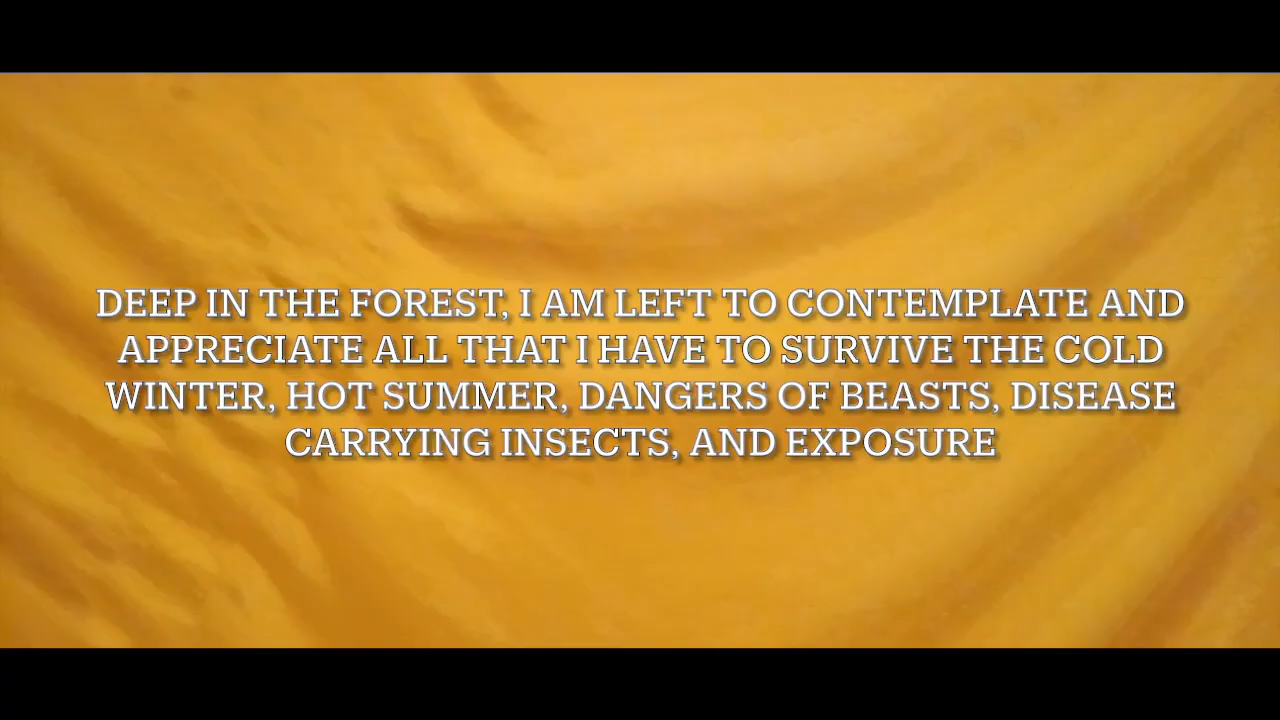 DEEP IN THE FOREST, I AM LEFT TO CONTEMPLATE AND
APPRECIATE ALL THAT I HAVE TO SURVIVE THE COLD
WINTER, HOT SUMMER, DANGERS OF BEASTS, DISEASE
CARRYING INSECTS, AND EXPOSURE